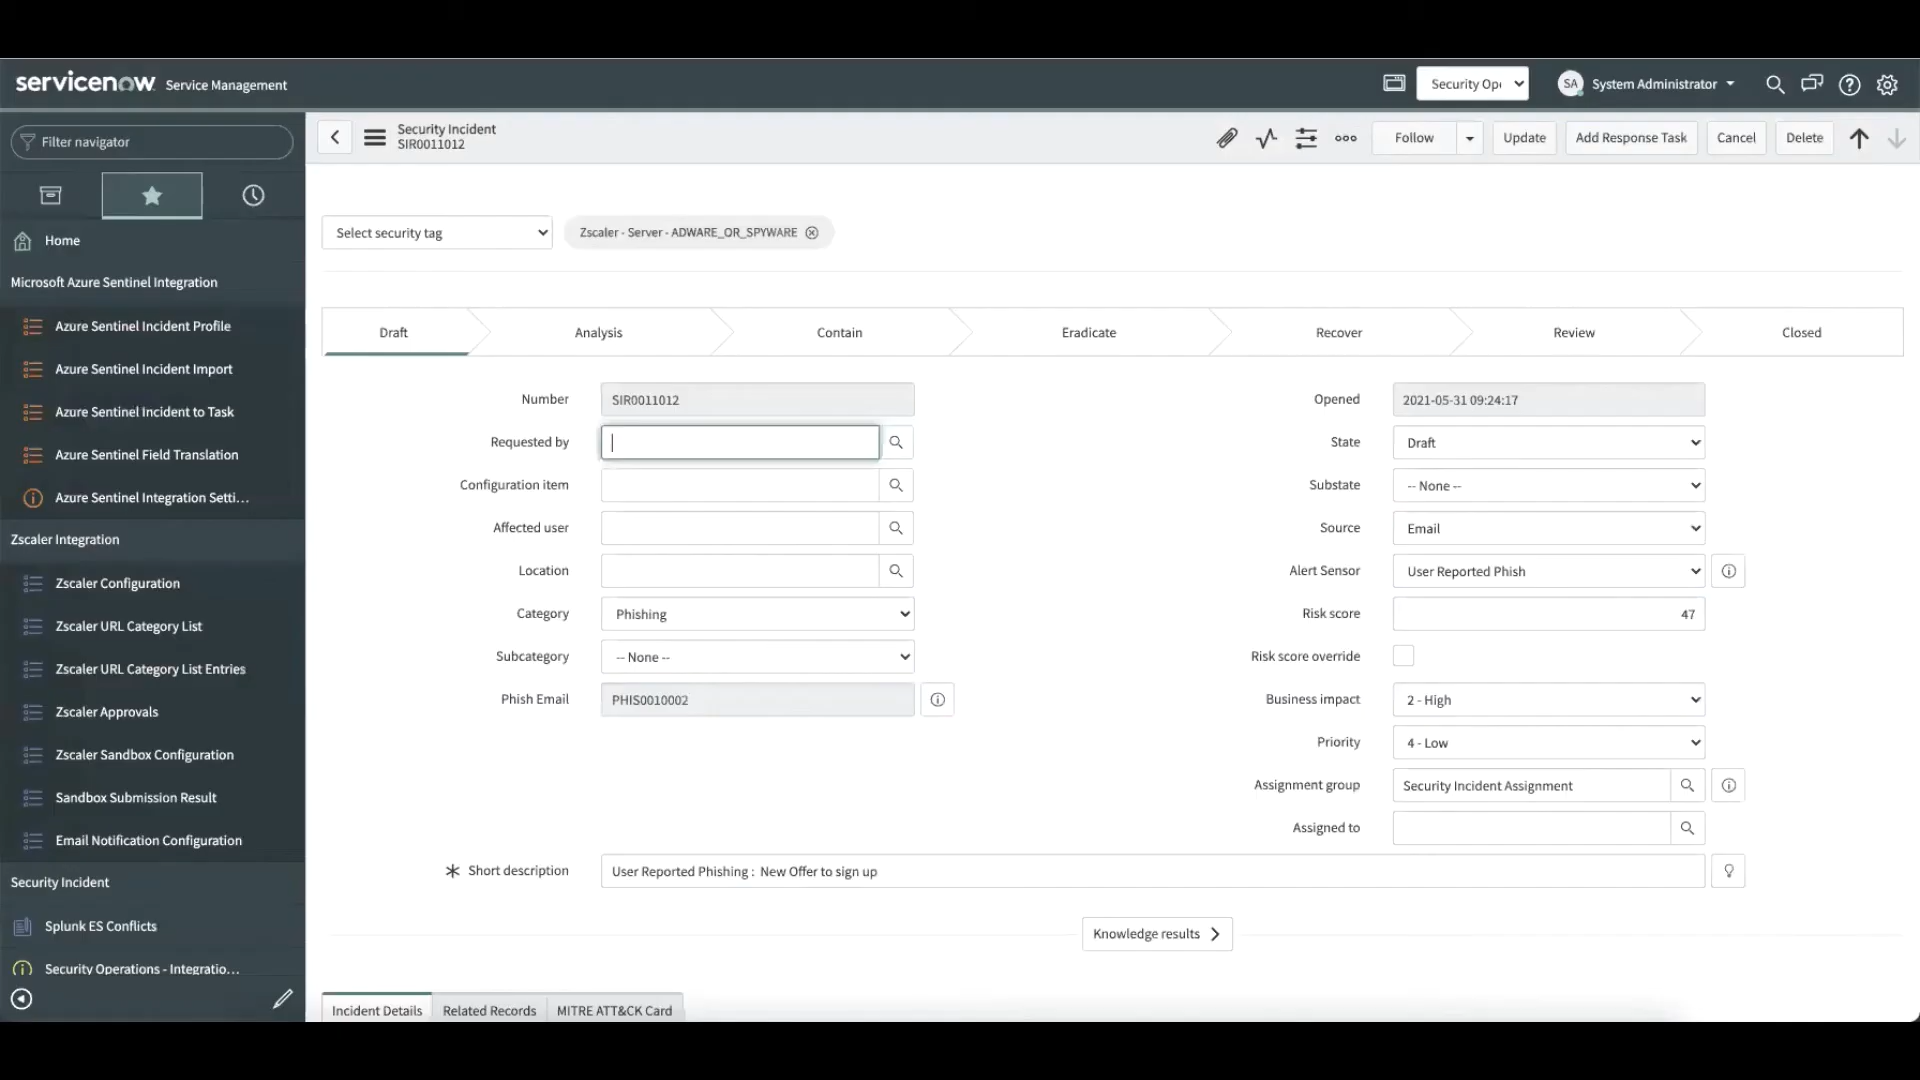 servicenow Service Management
Security Ope
SA System Administrator
Filter navigator
Security Incident
SIR0011012
Follow
Update
Add Response Task
Cancel
Delete
Home
Microsoft Azure Sentinel Integration
Azure Sentinel Incident Profile
Azure Sentinel Incident Import
Azure Sentinel Incident to Task
Azure Sentinel Field Translation
Azure Sentinel Integration Setti...
Zscaler Integration
Zscaler Configuration
Zscaler URL Category List
Zscaler URL Category List Entries
Zscaler Approvals
Zscaler Sandbox Configuration
Sandbox Submission Result
Email Notification Configuration
Security Incident
Splunk ES Conflicts
Security Operations - Integratio...
Select security tag
Zscaler - Server - ADWARE_OR_SPYWARE
Draft
Analysis
Contain
Eradicate
Recover
Review
Closed
Number SIR0011012
Requested by
Configuration item
Affected user
Location
Category Phishing
Subcategory -- None --
Phish Email PHIS0010002
Opened 2021-05-31 09:24:17
State Draft
Substate -- None --
Source Email
Alert Sensor User Reported Phish
Risk score 47
Risk score override
Business impact 2 - High
Priority 4 - Low
Assignment group Security Incident Assignment
Assigned to
Short description User Reported Phishing : New Offer to sign up
Knowledge results
Incident Details
Related Records
MITRE ATT&CK Card